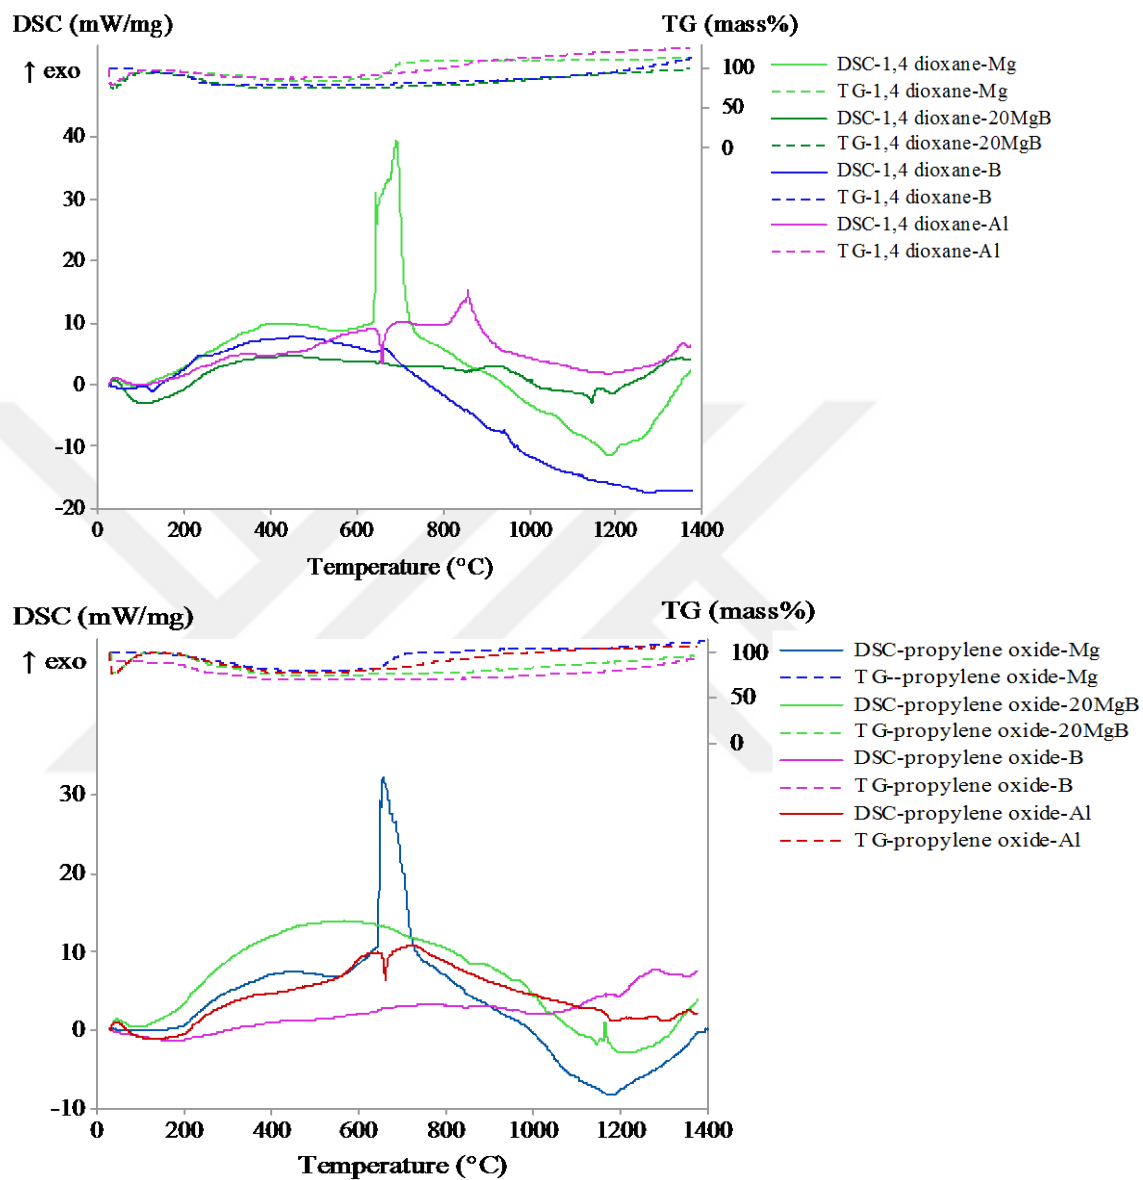 DSC (mW/mg)
TG (mass%)
↑ exo
100
50
0
40
30
20
10
0
-10
-20
0 200 400 600 800 1000 1200 1400
Temperature (°C)
DSC-1,4 dioxane-Mg
TG-1,4 dioxane-Mg
DSC-1,4 dioxane-20MgB
TG-1,4 dioxane-20MgB
DSC-1,4 dioxane-B
TG-1,4 dioxane-B
DSC-1,4 dioxane-Al
TG-1,4 dioxane-Al
DSC (mW/mg)
TG (mass%)
↑ exo
100
50
0
30
20
10
0
-10
0 200 400 600 800 1000 1200 1400
Temperature (°C)
DSC-propylene oxide-Mg
TG--propylene oxide-Mg
DSC-propylene oxide-20MgB
TG-propylene oxide-20MgB
DSC-propylene oxide-B
TG-propylene oxide-B
DSC-propylene oxide-Al
TG-propylene oxide-Al